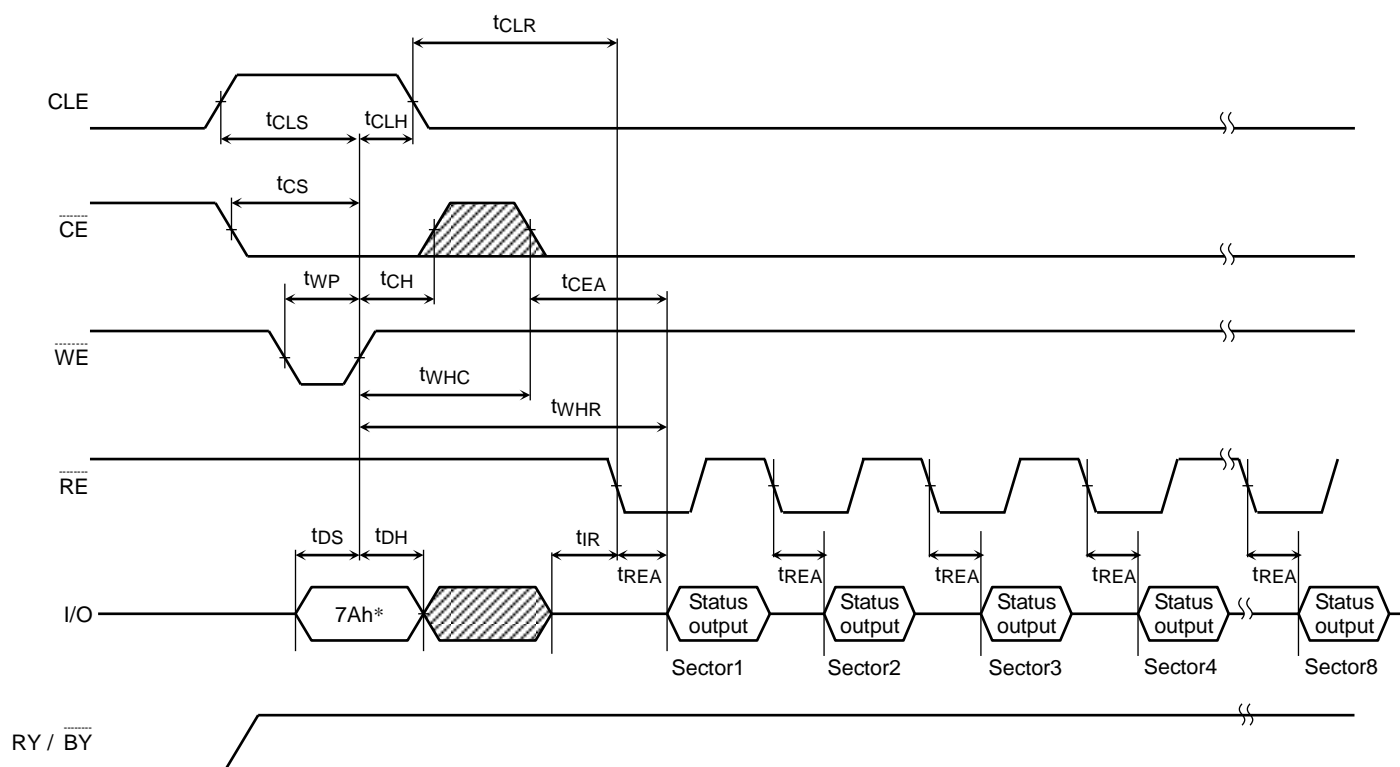 tCLR
CLE
tCLS
tCLH
tCS
CE
tWP
tCH
tCEA
WE
tWHC
tWHR
RE
tDS
tDH
tIR
tREA
tREA
tREA
tREA
tREA
I/O
7Ah*
Status output
Status output
Status output
Status output
Status output
Sector1
Sector2
Sector3
Sector4
Sector8
RY / BY